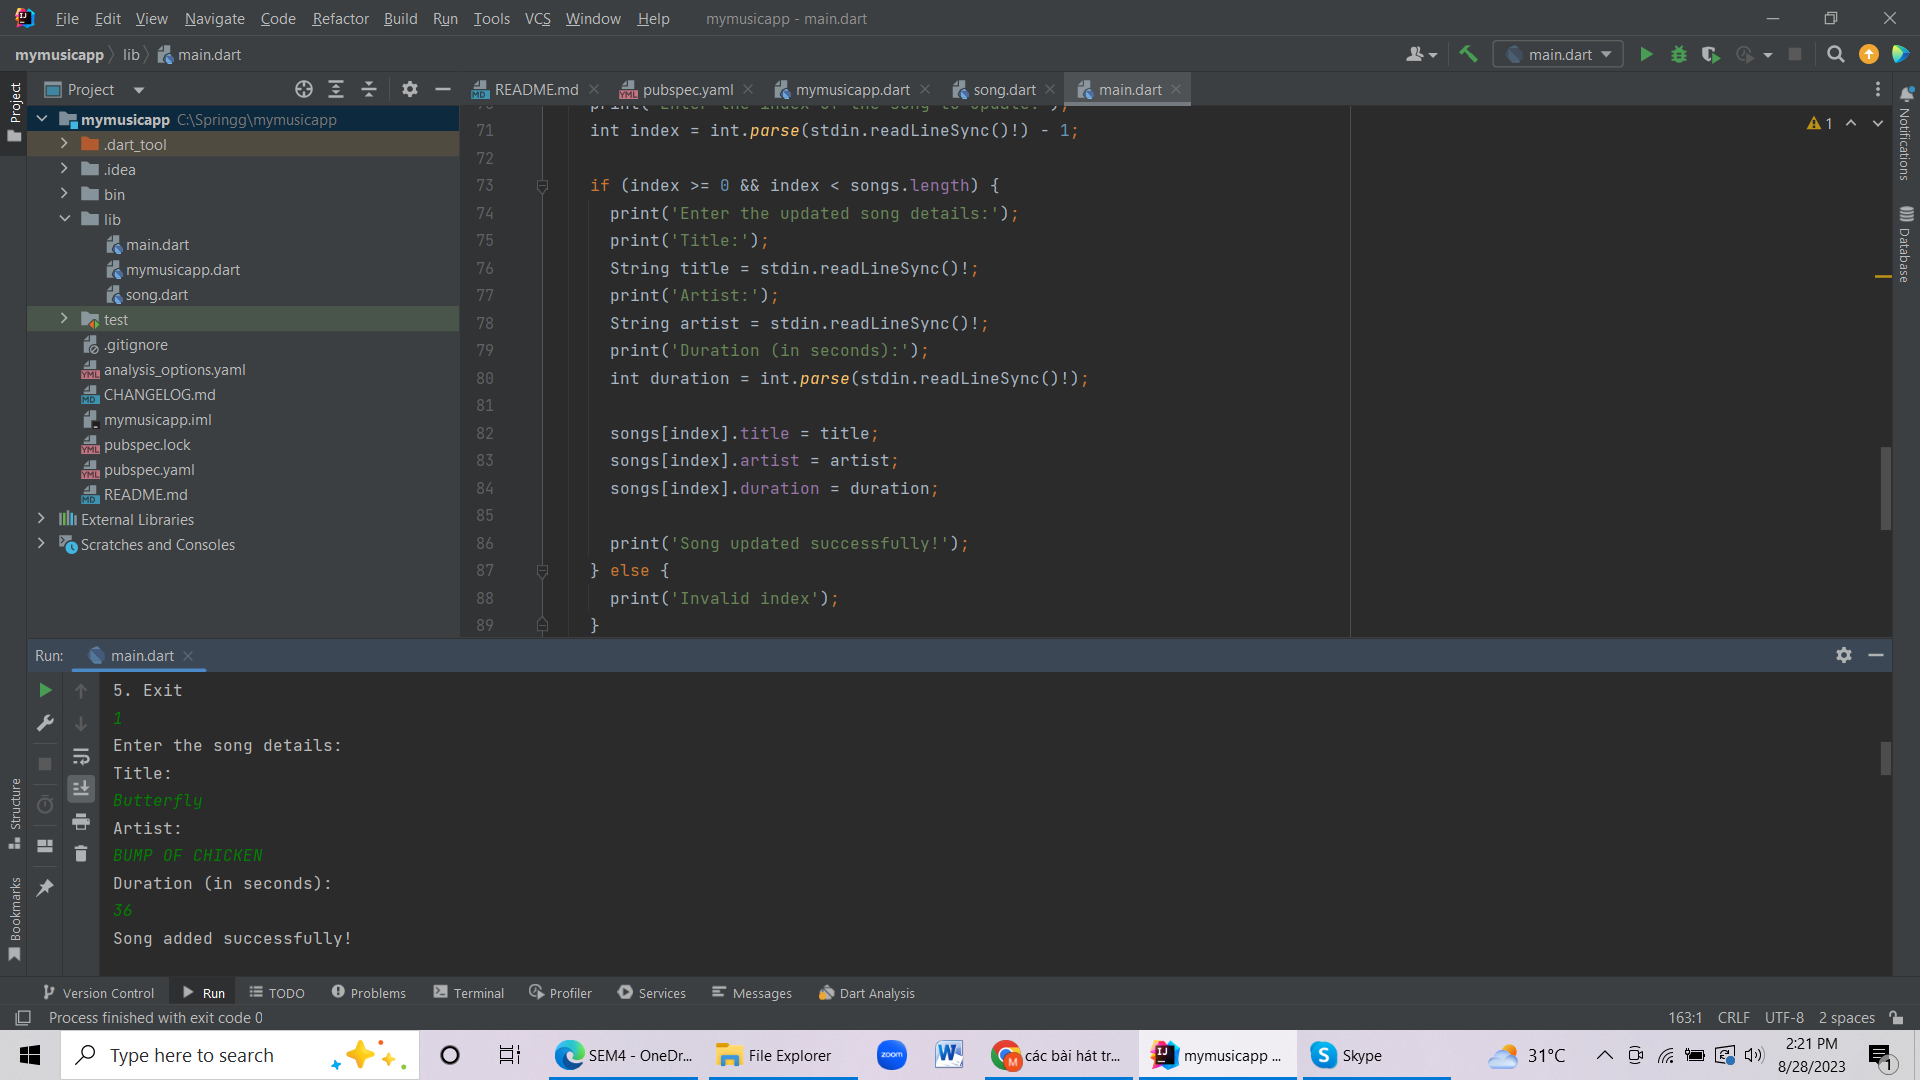 File Edit View Navigate Code Refactor Build Run Tools VCS Window Help mymusicapp - main.dart
mymusicapp lib main.dart
main.dart
Project
Project
README.md pubspec.yaml mymusicapp.dart song.dart main.dart
mymusicapp C:\Springg\mymusicapp
.dart_tool
.idea
bin
lib
main.dart
mymusicapp.dart
song.dart
test
.gitignore
analysis_options.yaml
CHANGELOG.md
mymusicapp.iml
pubspec.lock
pubspec.yaml
README.md
External Libraries
Scratches and Consoles
70 print('Enter the index of the song to update:');
71 int index = int.parse(stdin.readLineSync()!) - 1;
72
73 if (index >= 0 && index < songs.length) {
74 print('Enter the updated song details:');
75 print('Title:');
76 String title = stdin.readLineSync()!;
77 print('Artist:');
78 String artist = stdin.readLineSync()!;
79 print('Duration (in seconds):');
80 int duration = int.parse(stdin.readLineSync()!);
81
82 songs[index].title = title;
83 songs[index].artist = artist;
84 songs[index].duration = duration;
85
86 print('Song updated successfully!');
87 } else {
88 print('Invalid index');
89 }
1
Notifications
Database
Run: main.dart
5. Exit
1
Enter the song details:
Title:
Butterfly
Artist:
BUMP OF CHICKEN
Duration (in seconds):
36
Song added successfully!
Structure
Bookmarks
Version Control Run TODO Problems Terminal Profiler Services Messages Dart Analysis
Process finished with exit code 0
163:1 CRLF UTF-8 2 spaces
Type here to search
SEM4 - OneDr...
File Explorer
zoom
W
M
các bài hát tr...
mymusicapp ...
Skype
31°C
2:21 PM
8/28/2023
1